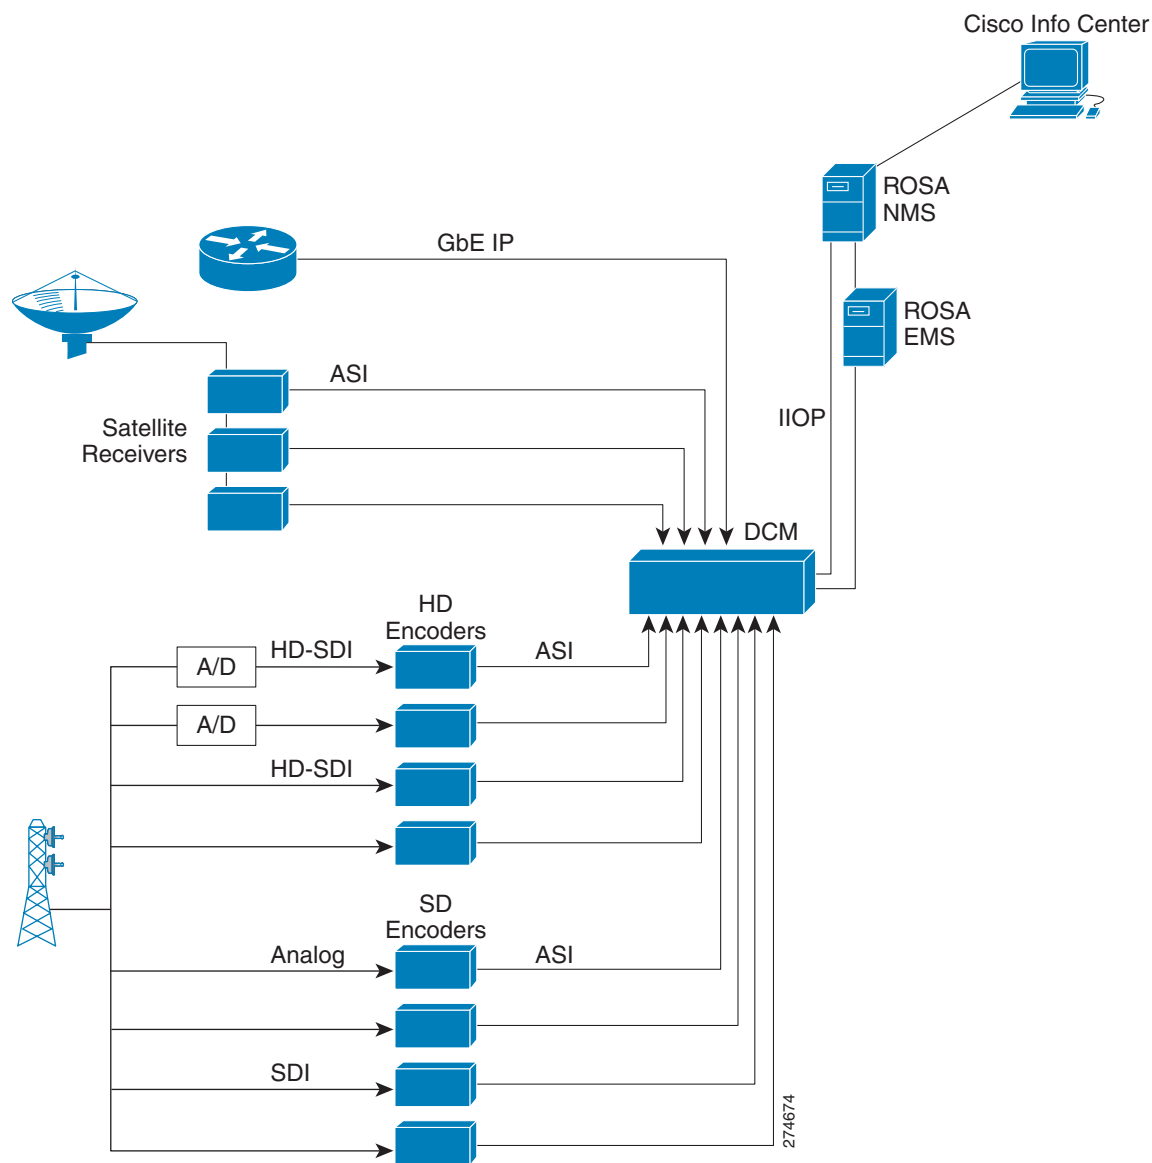 Cisco Info Center
ROSA
NMS
GbE IP
ROSA
EMS
ASI
IIOP
Satellite
Receivers
DCM
HD
Encoders
HD-SDI
ASI
A/D
A/D
HD-SDI
SD
Encoders
Analog
ASI
SDI
274674